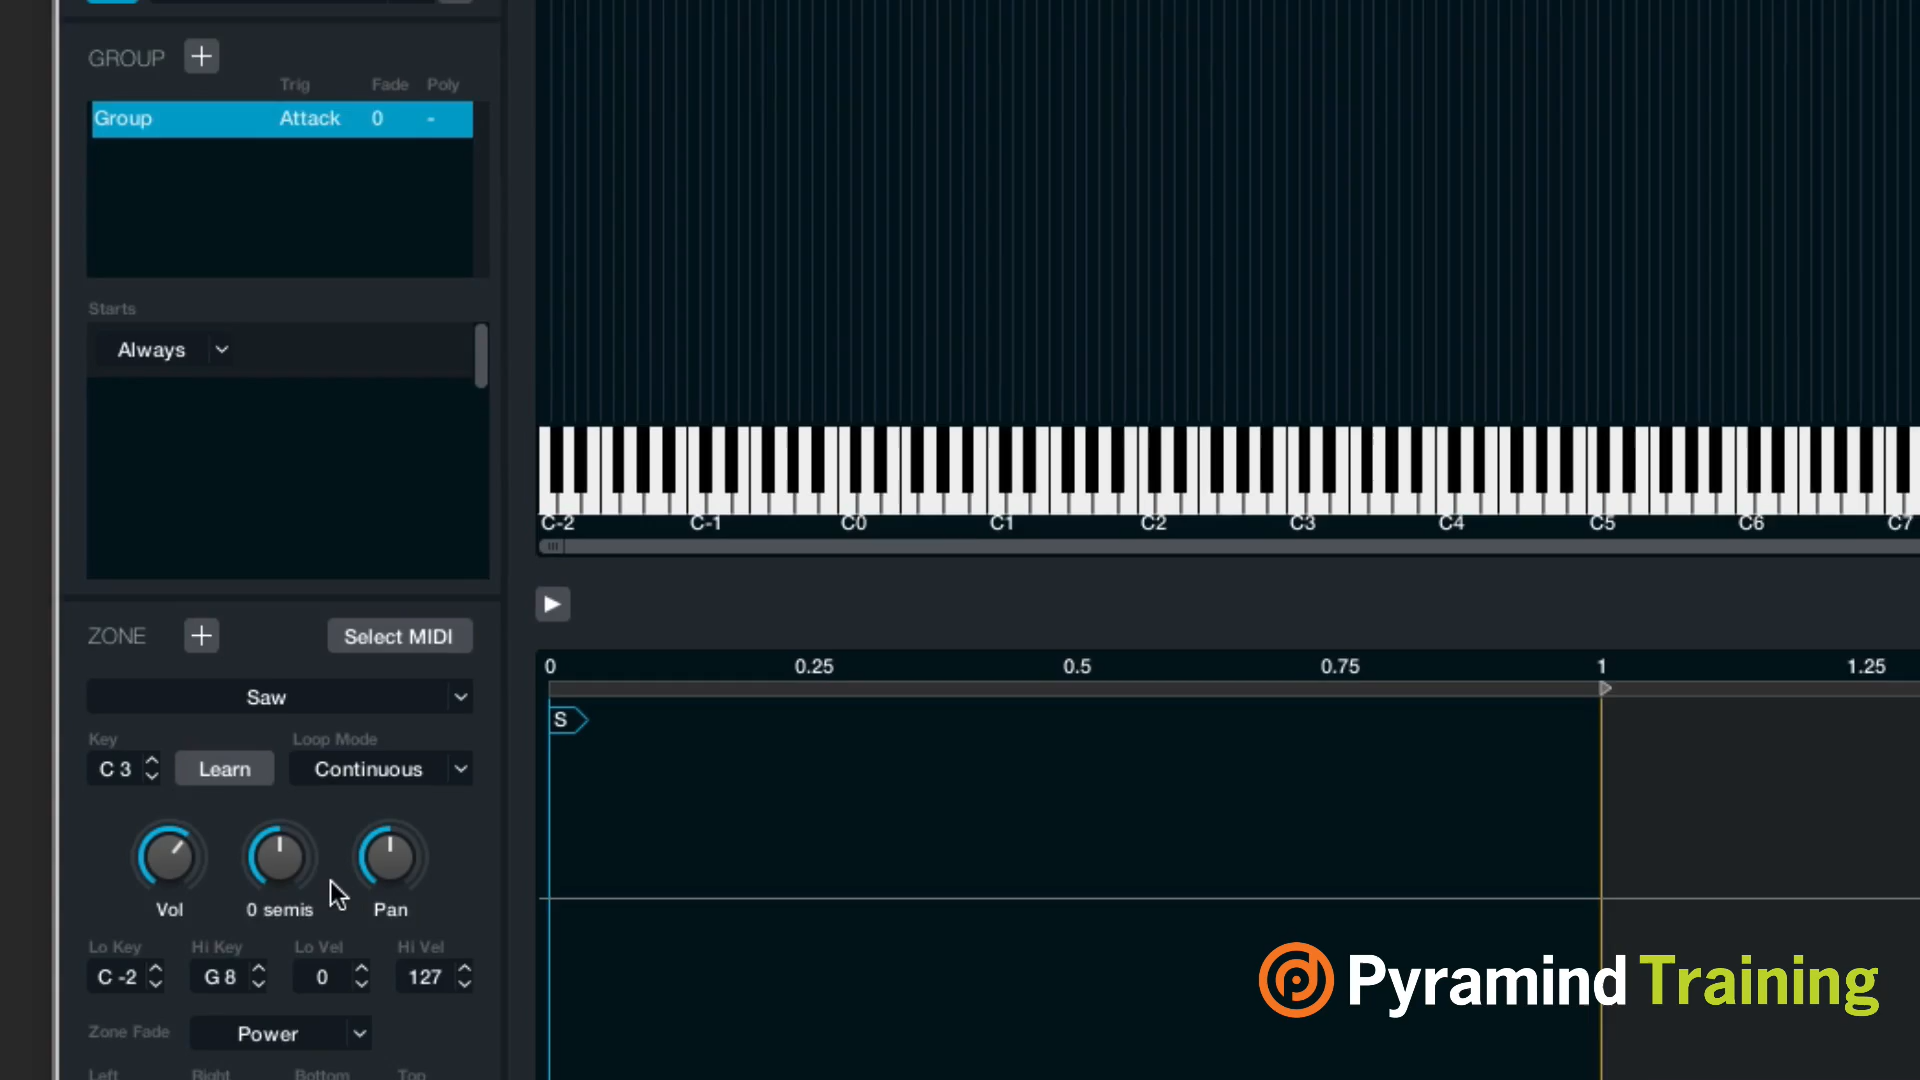 GROUP +
Trig Fade Poly
Group Attack 0 -
Starts
Always
C-2 C-1 C0 C1 C2 C3 C4 C5 C6 C7
ZONE + Select MIDI
0 0.25 0.5 0.75 1 1.25
Saw
S
Key Loop Mode
C 3 Learn Continuous
Vol 0 semis Pan
Lo Key Hi Key Lo Vel Hi Vel
C -2 G 8 0 127
Pyramind Training
Zone Fade Power
Left Right Bottom Top